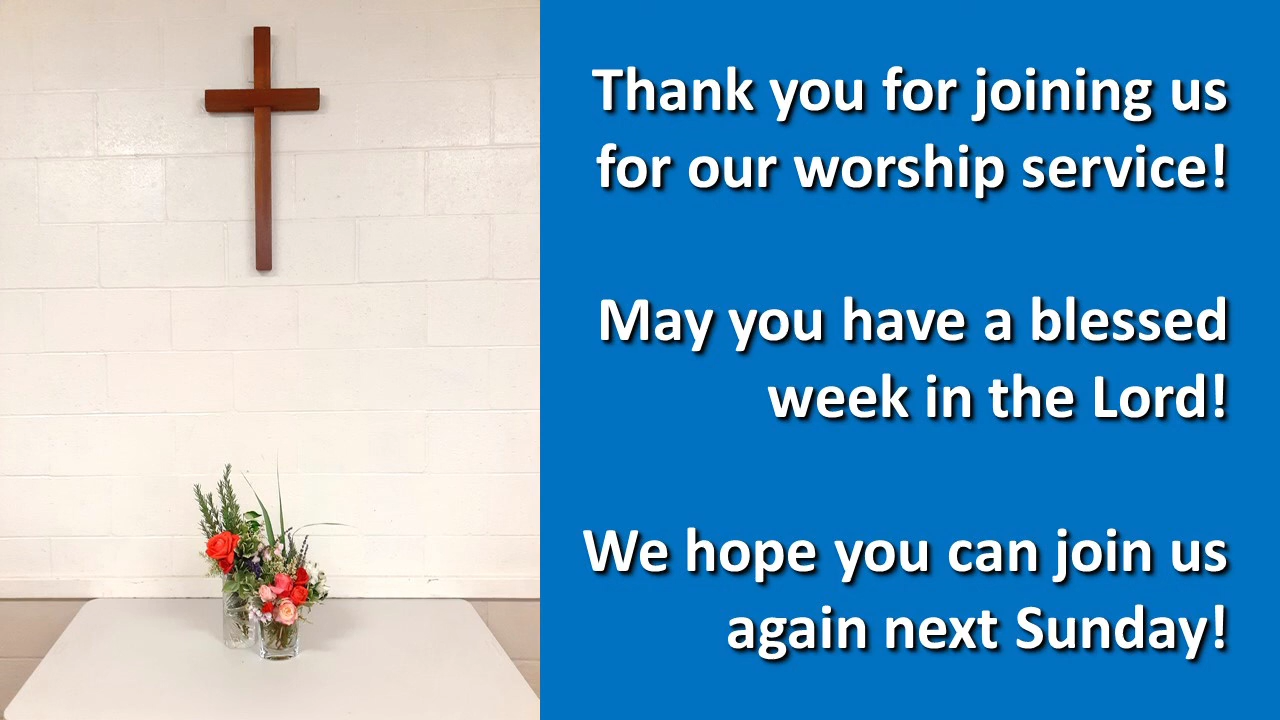 Thank you for joining us
for our worship service!
May you have a blessed
week in the Lord!
We hope you can join us
again next Sunday!